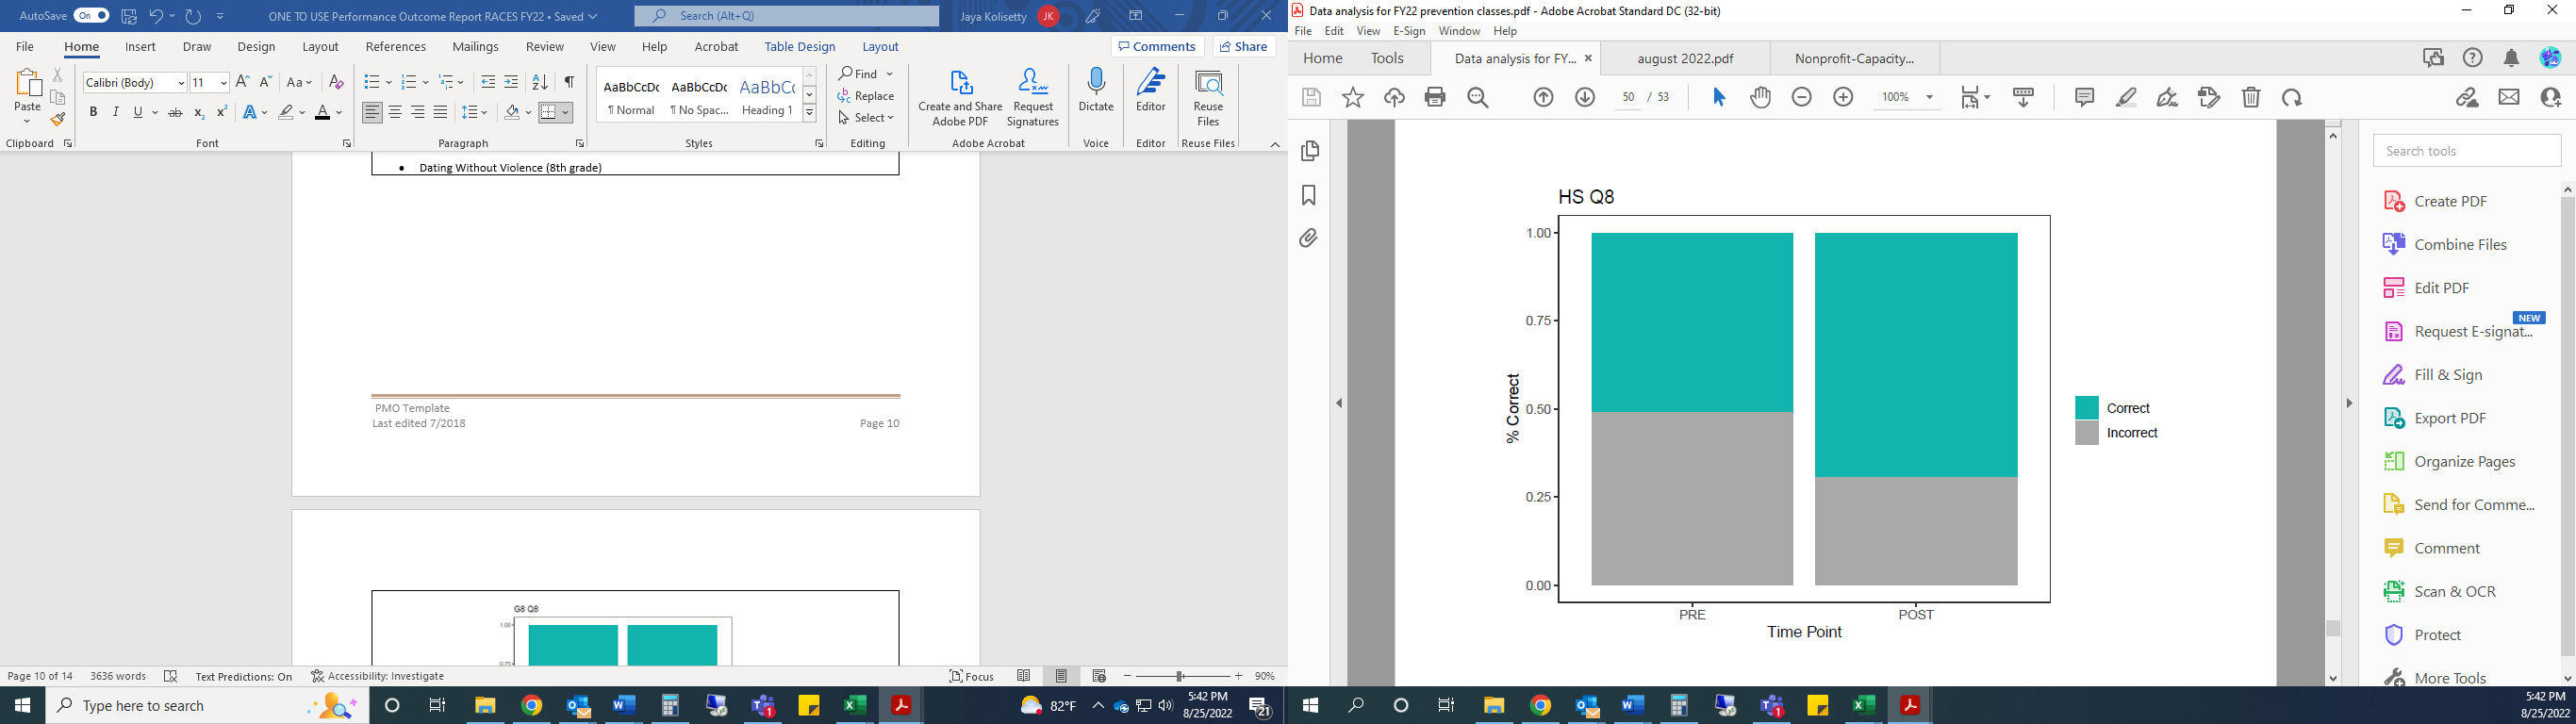 AutoSave On ONE TO USE Performance Outcome Report RACES FY22 • Saved Search (Alt+Q) Jaya Kolisetty JK
File Home Insert Draw Design Layout References Mailings Review View Help Acrobat Table Design Layout Comments Share
Calibri (Body) 11 Aa
Paste
B I U ab x₂ x² A A
AaBbCcDc AaBbCcDc AaBbCc
¶ Normal ¶ No Spac... Heading 1
Find
Replace
Select
Create and Share Adobe PDF
Request Signatures
Dictate
Editor
Reuse Files
Clipboard Font Paragraph Styles Editing Adobe Acrobat Voice Editor Reuse Files
• Dating Without Violence (8th grade)
PMO Template
Last edited 7/2018 Page 10
G8 Q8
1.00
0.75
Page 10 of 14 3636 words Text Predictions: On Accessibility: Investigate Focus 90%
Type here to search 82°F 5:42 PM
8/25/2022 21
Data analysis for FY22 prevention classes.pdf - Adobe Acrobat Standard DC (32-bit)
File Edit View E-Sign Window Help
Home Tools Data analysis for FY... × august 2022.pdf Nonprofit-Capacity...
50 / 53 100%
HS Q8
1.00
0.75
0.50
0.25
0.00
% Correct
PRE POST
Time Point
Correct
Incorrect
Search tools
Create PDF
Combine Files
Edit PDF
NEW
Request E-signat...
Fill & Sign
Export PDF
Organize Pages
Send for Comme...
Comment
Scan & OCR
Protect
More Tools
5:42 PM
8/25/2022